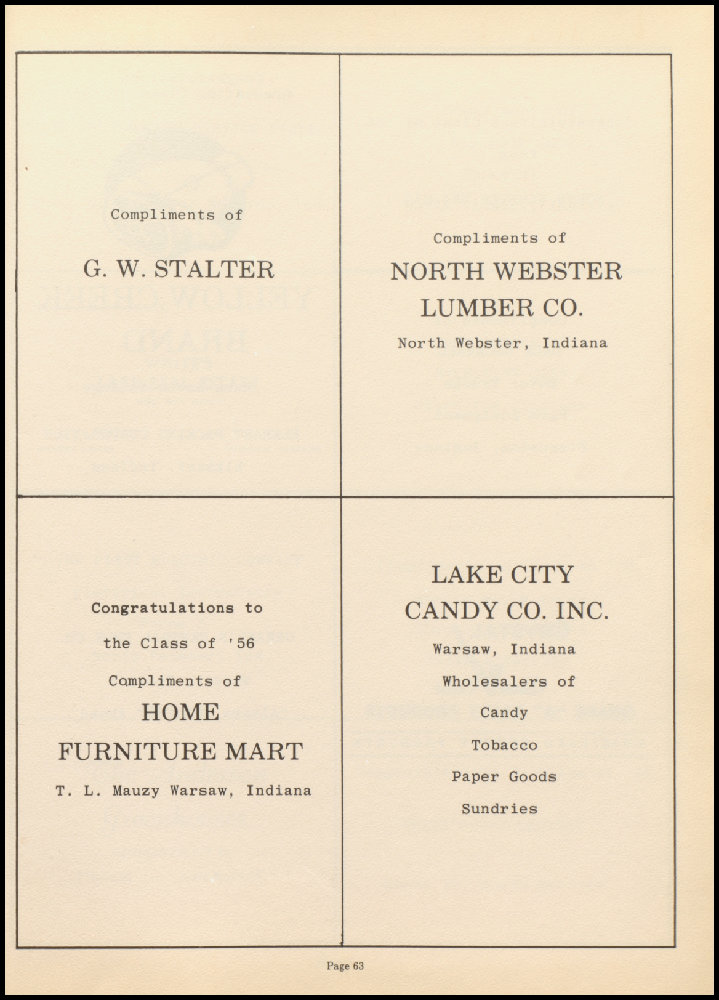 Compliments of
G. W. STALTER
Compliments of
NORTH WEBSTER
LUMBER CO.
North Webster, Indiana
Congratulations to
the Class of '56
Compliments of
HOME
FURNITURE MART
T. L. Mauzy Warsaw, Indiana
LAKE CITY
CANDY CO. INC.
Warsaw, Indiana
Wholesalers of
Candy
Tobacco
Paper Goods
Sundries
Page 63